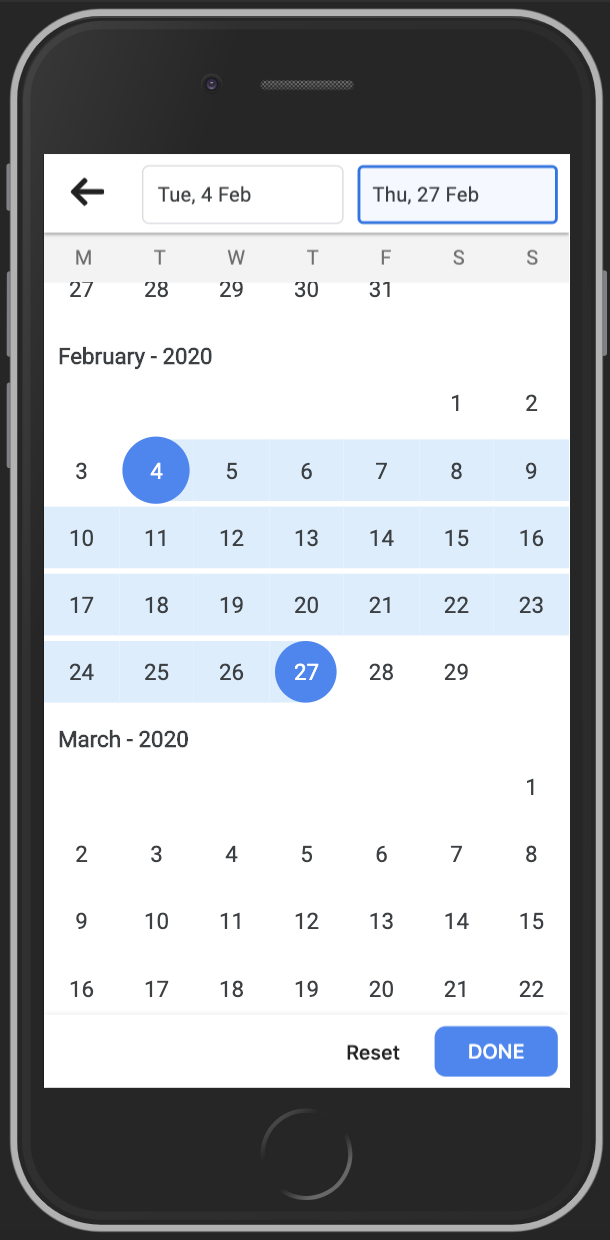 Tue, 4 Feb Thu, 27 Feb
M T W T F S S
27 28 29 30 31
February - 2020
1 2
3 4 5 6 7 8 9
10 11 12 13 14 15 16
17 18 19 20 21 22 23
24 25 26 27 28 29
March - 2020
1
2 3 4 5 6 7 8
9 10 11 12 13 14 15
16 17 18 19 20 21 22
Reset DONE